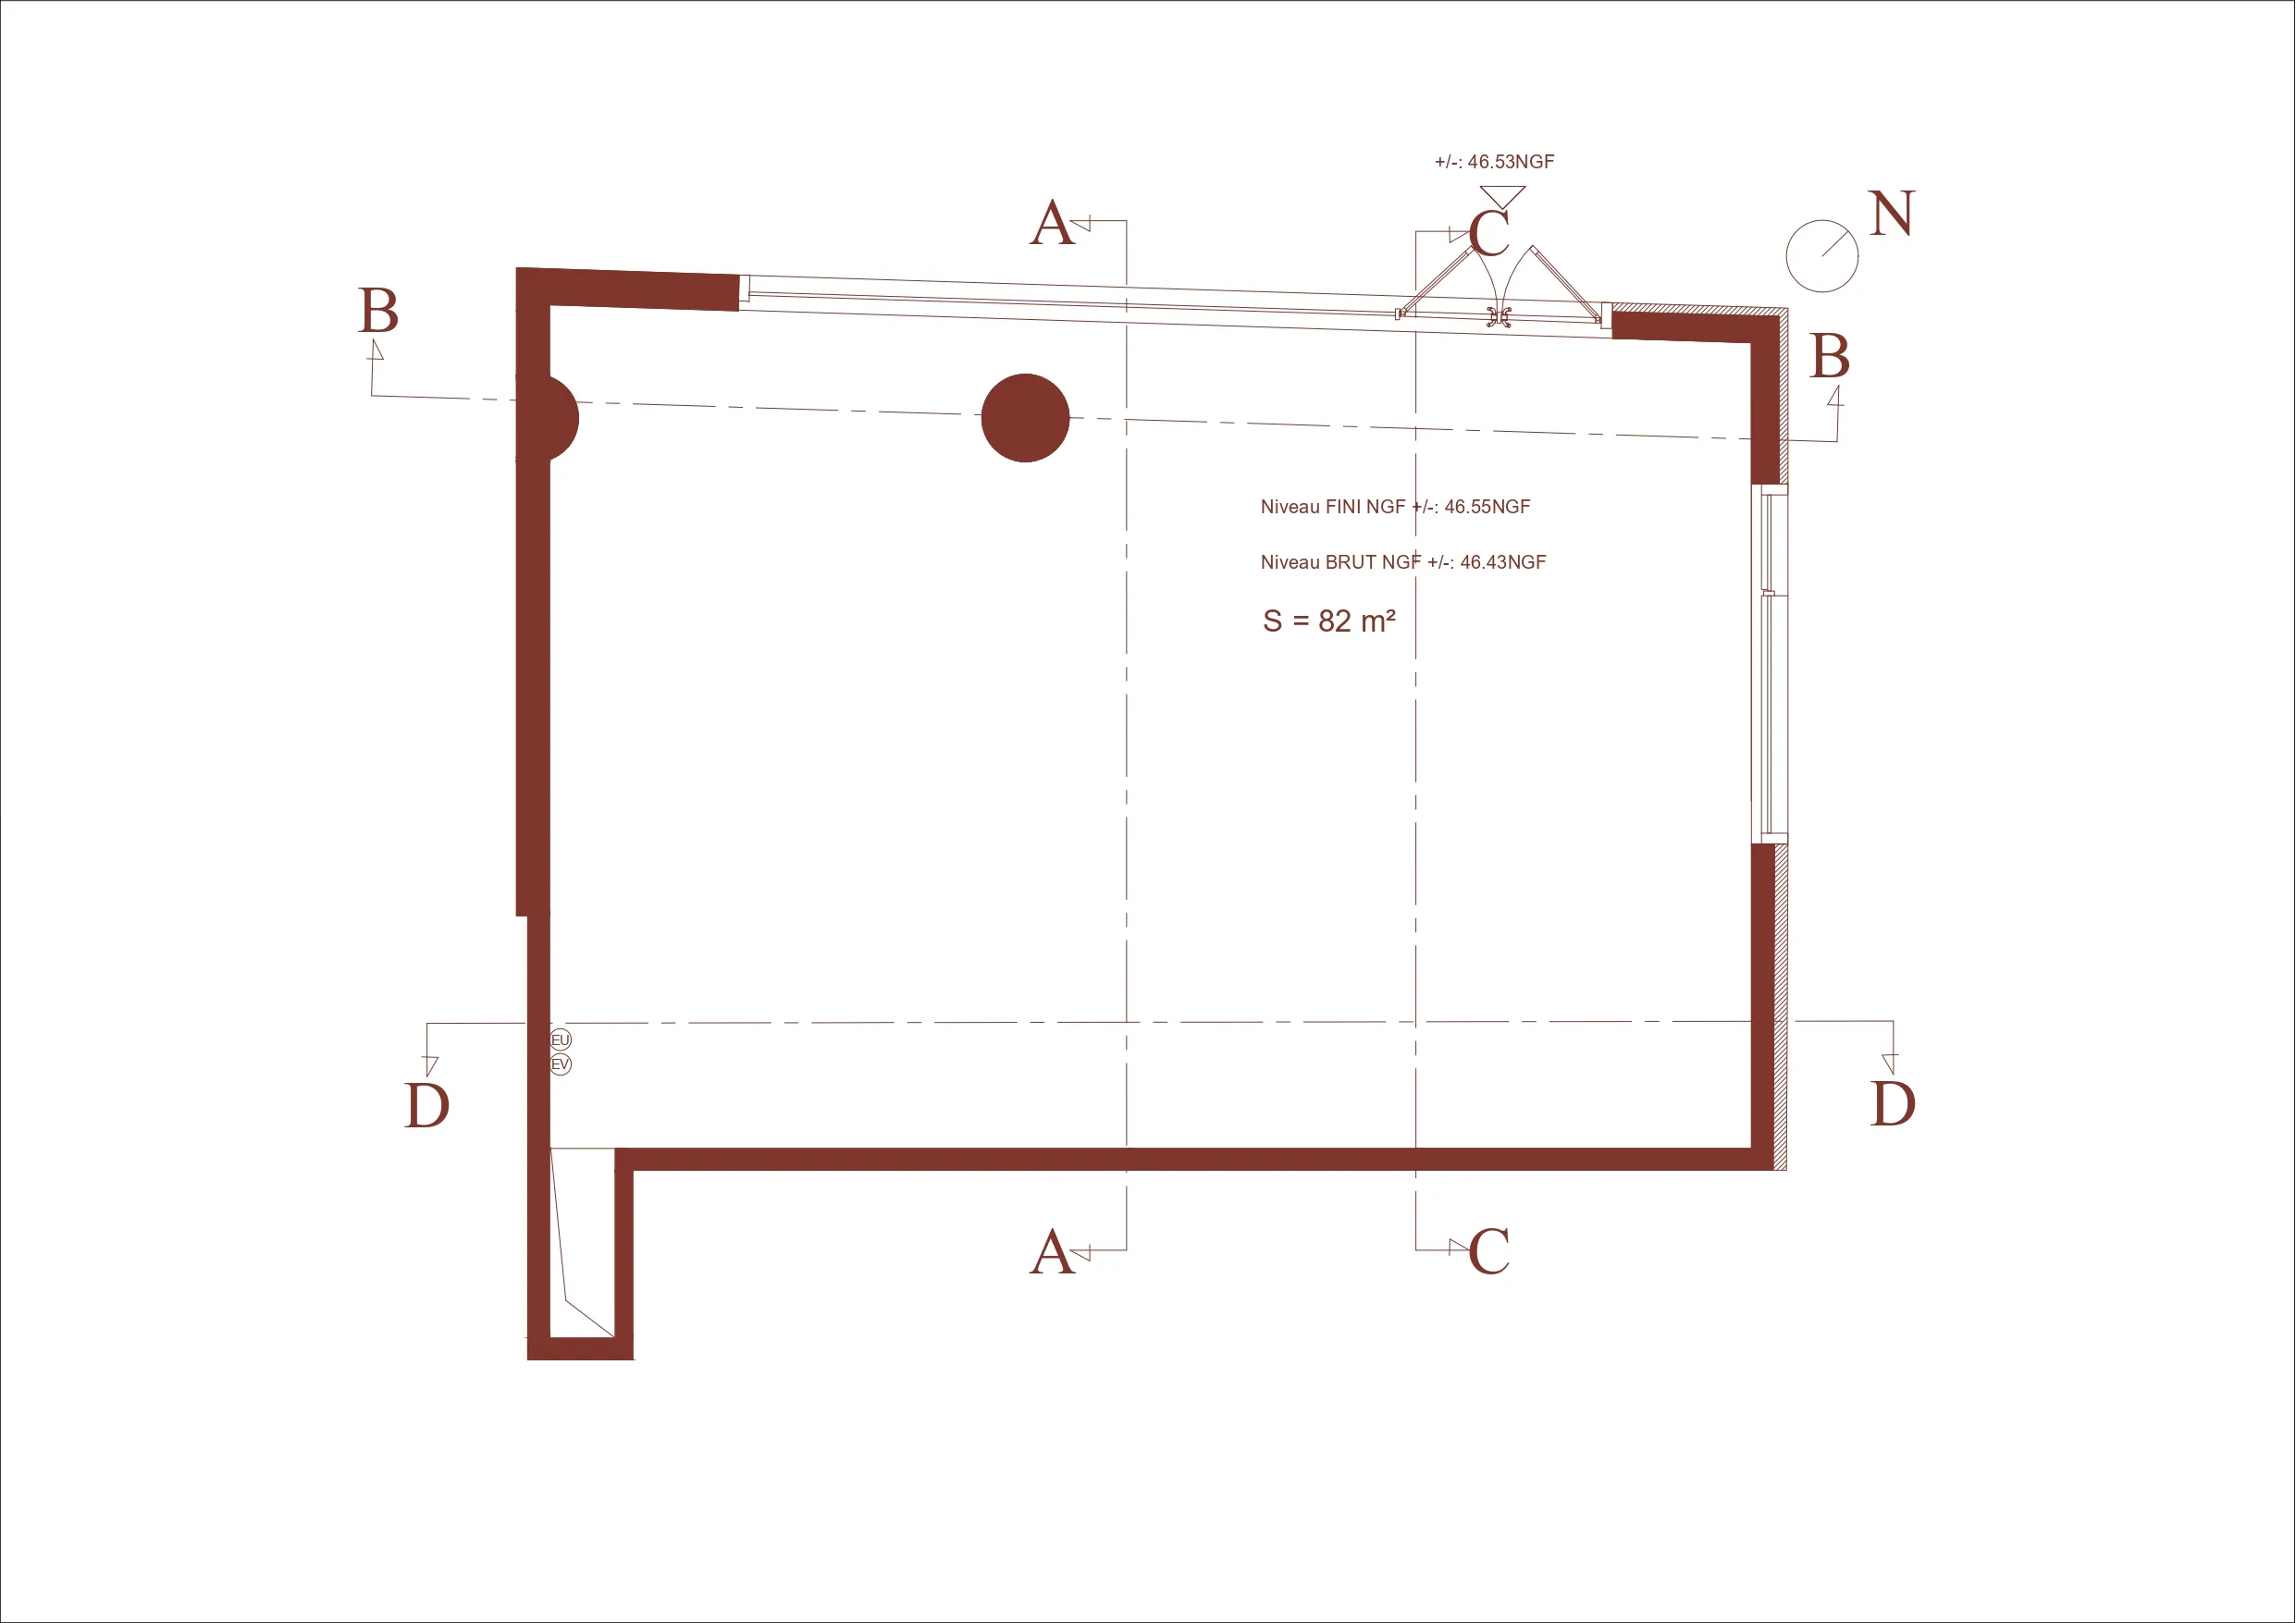 +/-: 46.53NGF
N
A
C
B
B
Niveau FINI NGF +/-: 46.55NGF
Niveau BRUT NGF +/-: 46.43NGF
S = 82 m²
EU
EV
D
D
A
C